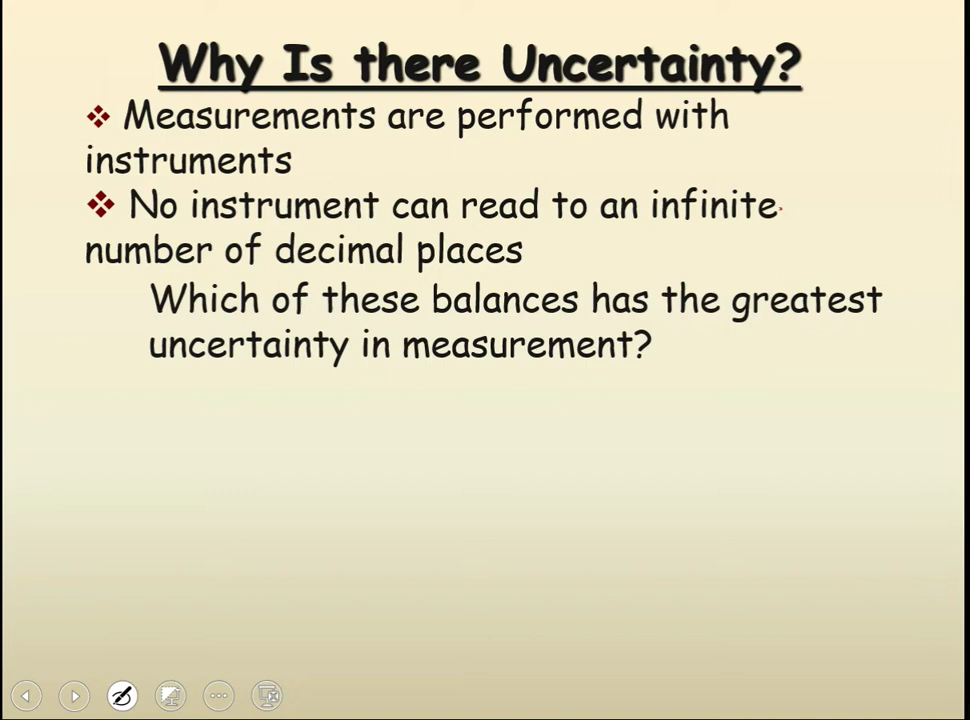 Why Is there Uncertainty?
❖ Measurements are performed with
instruments
❖ No instrument can read to an infinite
number of decimal places
Which of these balances has the greatest
uncertainty in measurement?